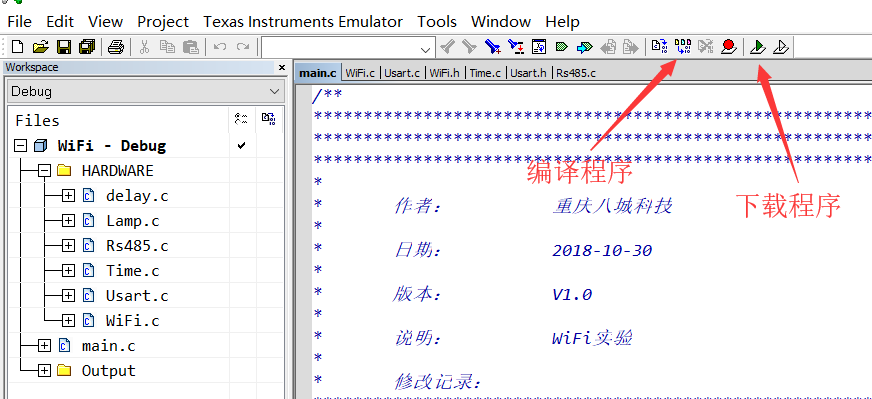 File Edit View Project Texas Instruments Emulator Tools Window Help
Workspace
Debug
Files
WiFi - Debug
HARDWARE
delay.c
Lamp.c
Rs485.c
Time.c
Usart.c
WiFi.c
main.c
Output
main.c WiFi.c Usart.c WiFi.h Time.c Usart.h Rs485.c
/**
*
* 作者: 重庆八城科技
*
* 日期: 2018-10-30
*
* 版本: V1.0
*
* 说明: WiFi实验
*
* 修改记录:
编译程序
下载程序